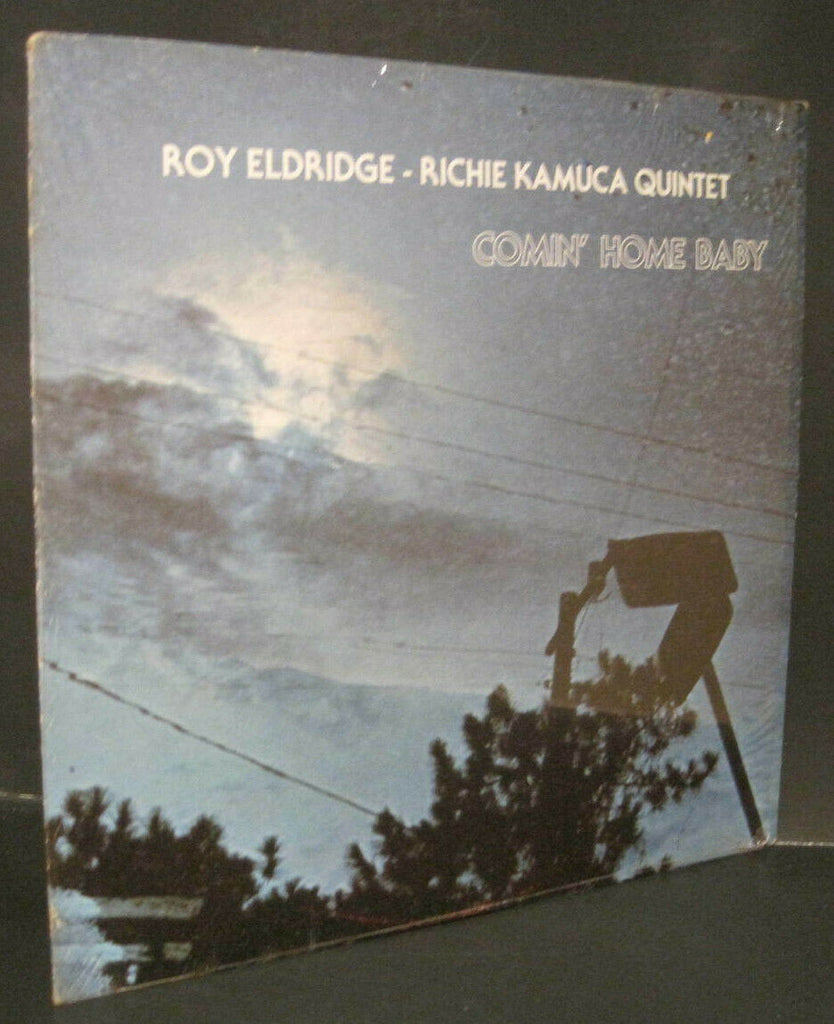 ROY ELDRIDGE - RICHIE KAMUCA QUINTET
COMIN' HOME BABY